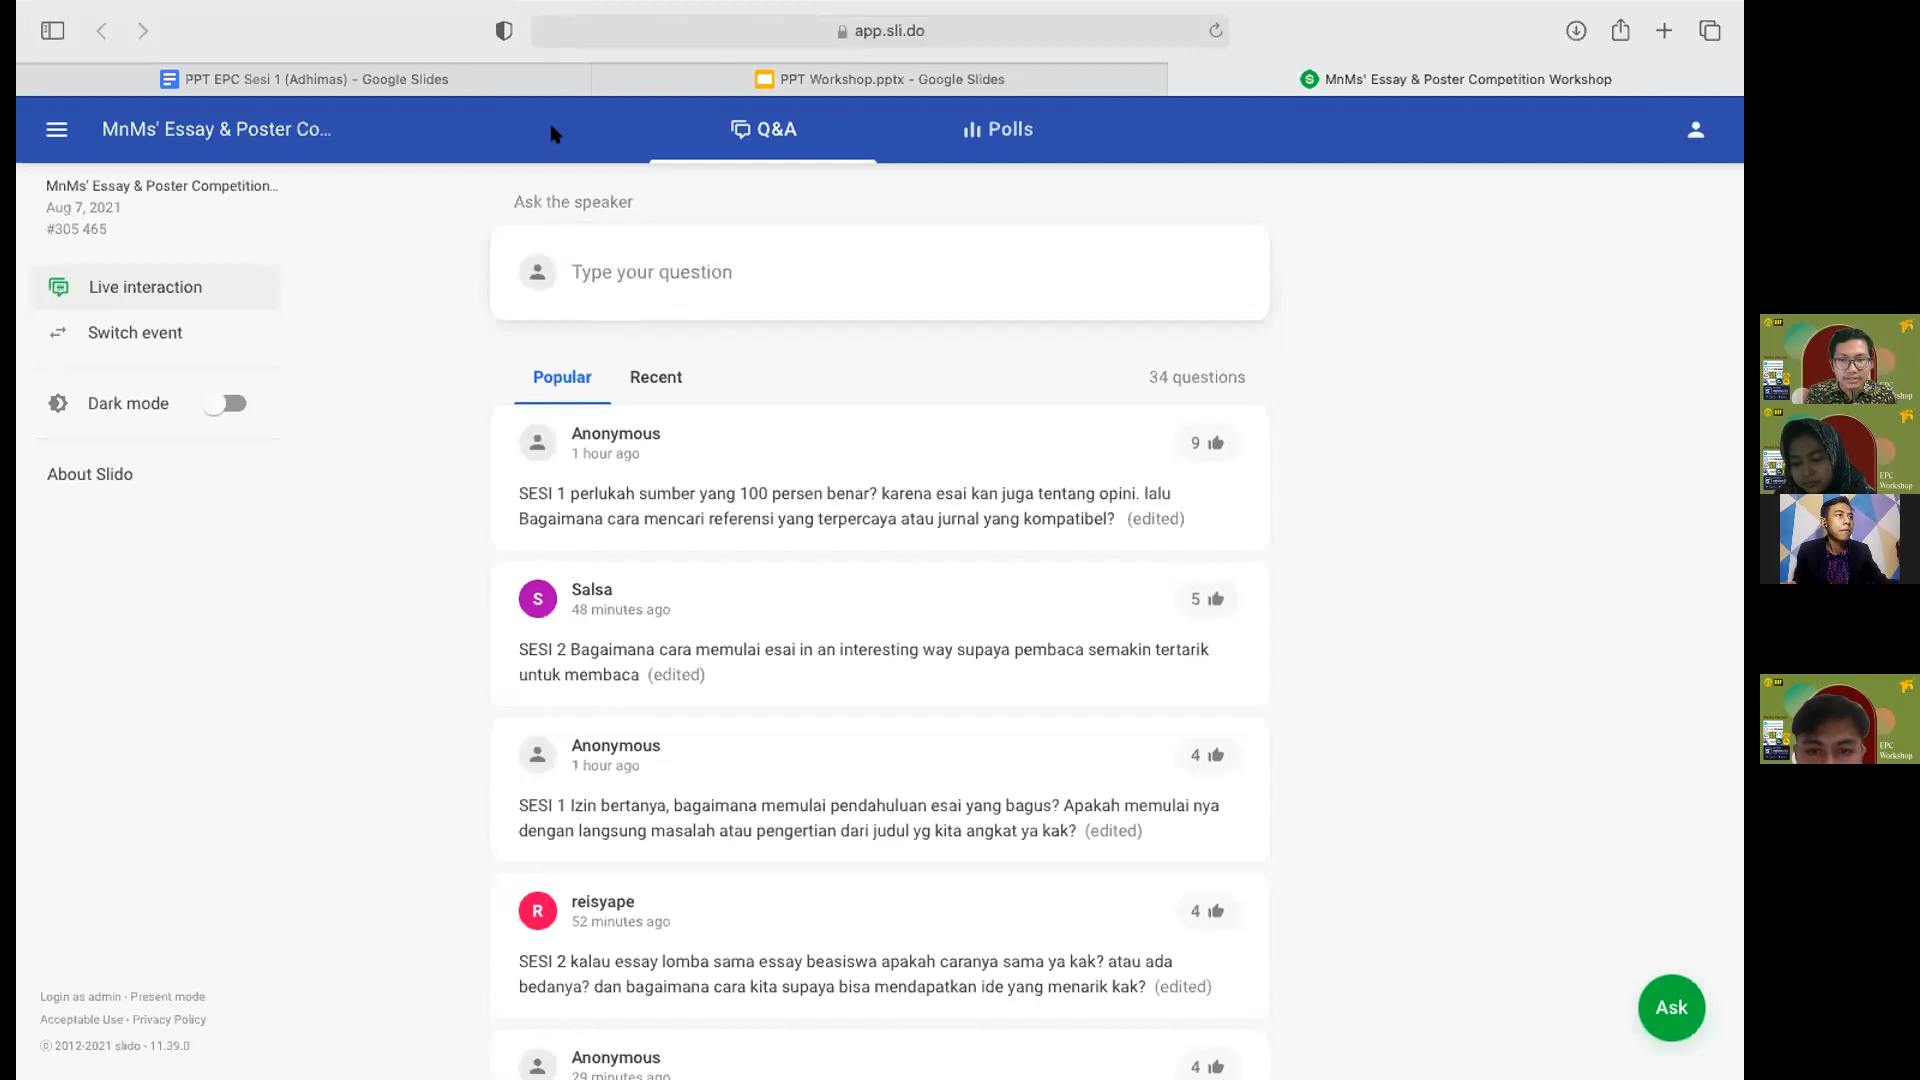 app.sli.do
PPT EPC Sesi 1 (Adhimas) – Google Slides
PPT Workshop.pptx - Google Slides
MnMs' Essay & Poster Competition Workshop
MnMs' Essay & Poster Co...
Q&A
Polls
MnMs' Essay & Poster Competition...
Aug 7, 2021
#305 465
Live interaction
Switch event
Dark mode
About Slido
Login as admin · Present mode
Acceptable Use · Privacy Policy
© 2012-2021 slido - 11.39.0
Ask the speaker
Type your question
Popular
Recent
34 questions
Anonymous
1 hour ago
9
SESI 1 perlukah sumber yang 100 persen benar? karena esai kan juga tentang opini. lalu
Bagaimana cara mencari referensi yang terpercaya atau jurnal yang kompatibel? (edited)
S
Salsa
48 minutes ago
5
SESI 2 Bagaimana cara memulai esai in an interesting way supaya pembaca semakin tertarik
untuk membaca (edited)
Anonymous
1 hour ago
4
SESI 1 Izin bertanya, bagaimana memulai pendahuluan esai yang bagus? Apakah memulai nya
dengan langsung masalah atau pengertian dari judul yg kita angkat ya kak? (edited)
R
reisyape
52 minutes ago
4
SESI 2 kalau essay lomba sama essay beasiswa apakah caranya sama ya kak? atau ada
bedanya? dan bagaimana cara kita supaya bisa mendapatkan ide yang menarik kak? (edited)
Anonymous
29 minutes ago
4
Ask
EPC
Workshop
EPC
Workshop